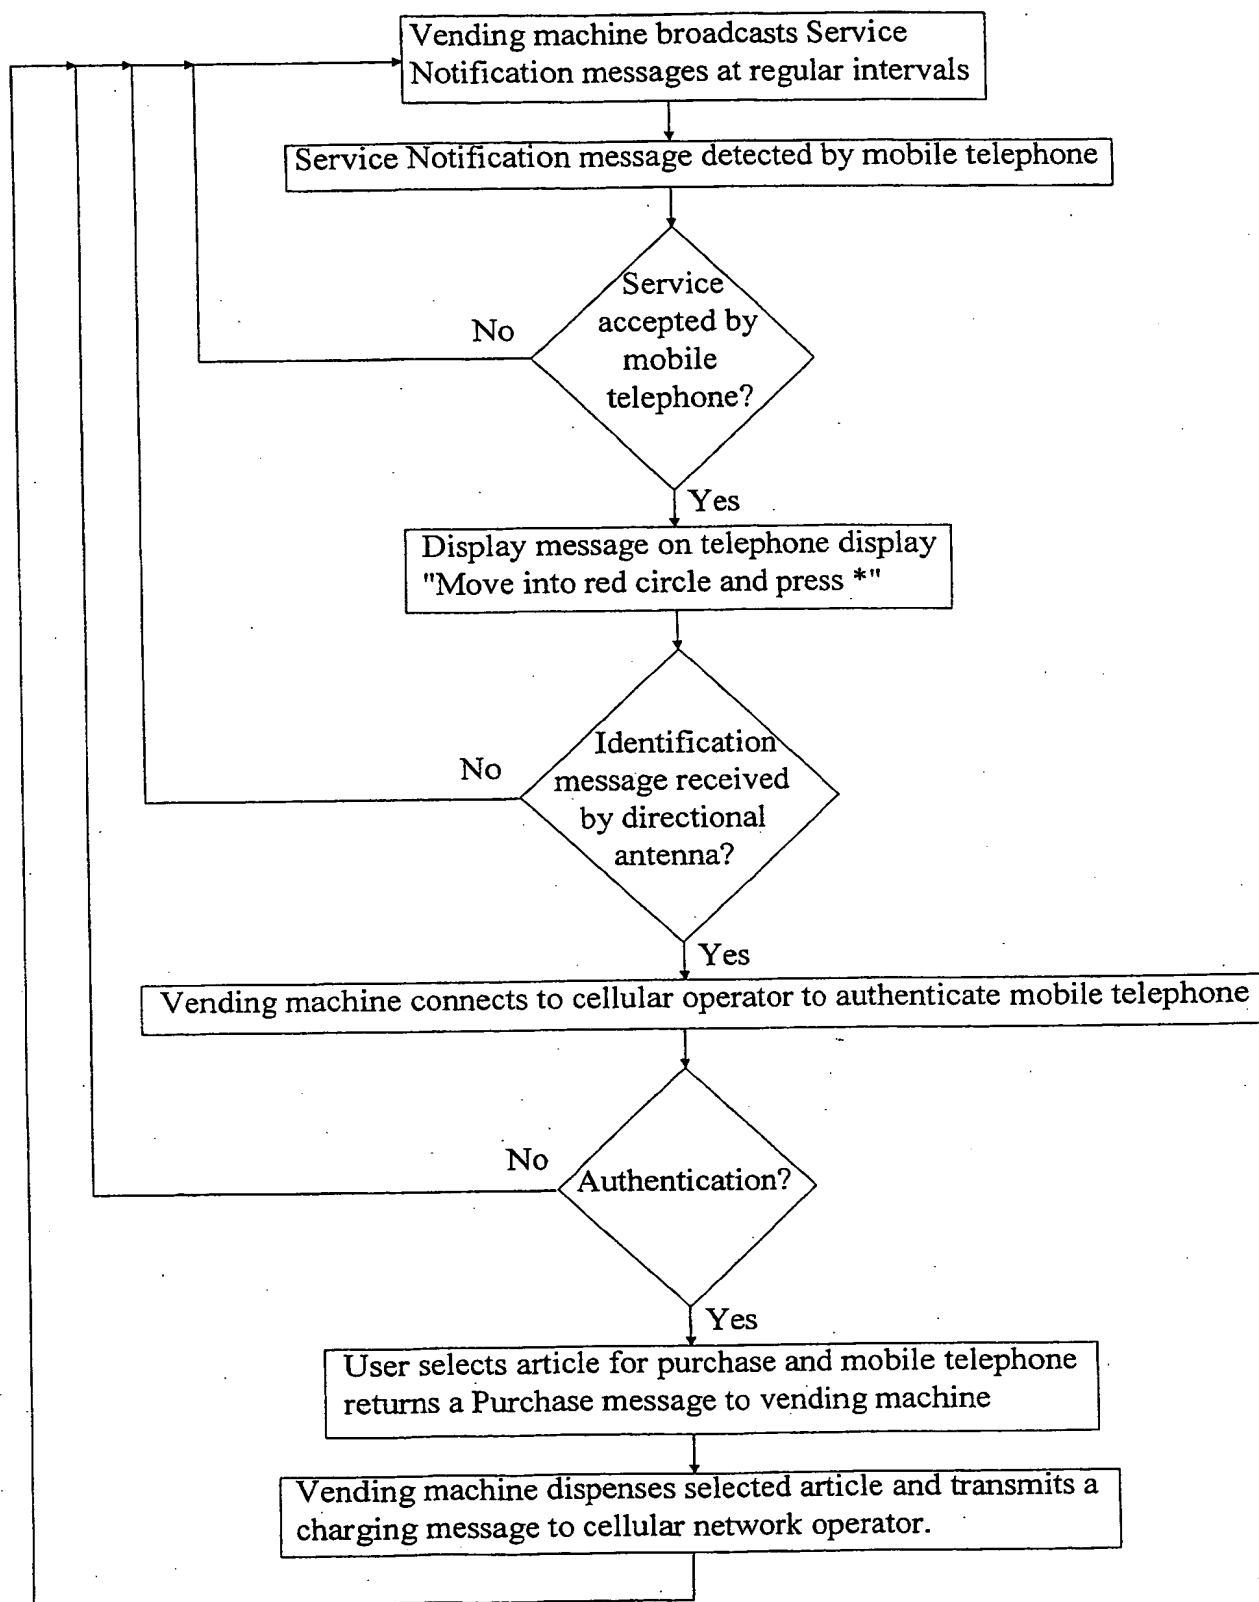 Vending machine broadcasts Service
Notification messages at regular intervals
Service Notification message detected by mobile telephone
Service
accepted by
mobile
telephone?
No
Yes
Display message on telephone display
"Move into red circle and press *"
Identification
message received
by directional
antenna?
No
Yes
Vending machine connects to cellular operator to authenticate mobile telephone
Authentication?
No
Yes
User selects article for purchase and mobile telephone
returns a Purchase message to vending machine
Vending machine dispenses selected article and transmits a
charging message to cellular network operator.